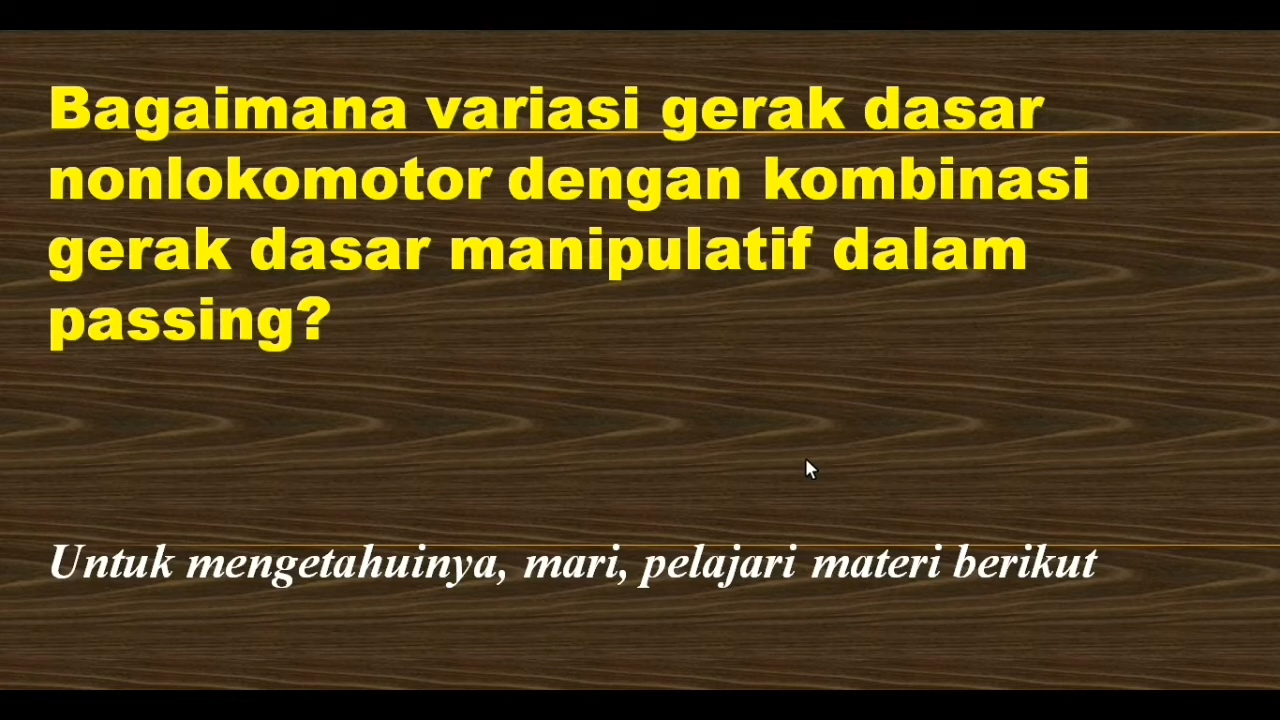 Bagaimana variasi gerak dasar
nonlokomotor dengan kombinasi
gerak dasar manipulatif dalam
passing?
Untuk mengetahuinya, mari, pelajari materi berikut